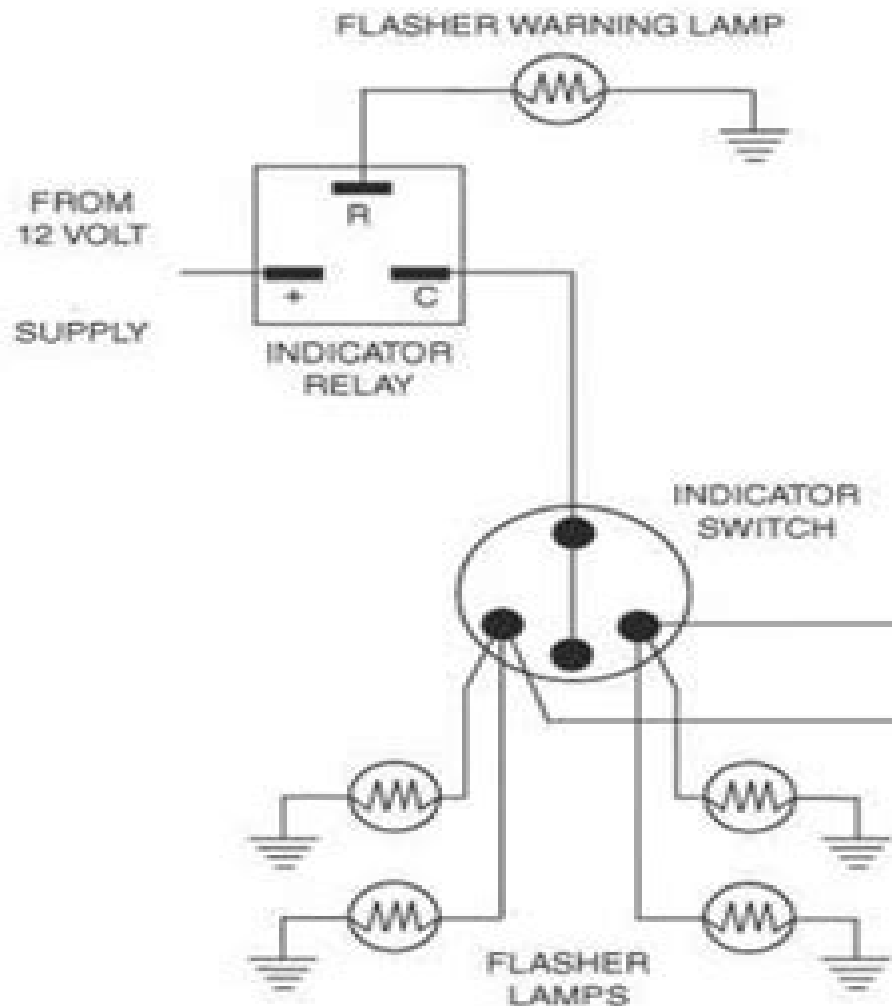 FLASHER WARNING LAMP
FROM
12 VOLT
SUPPLY
R
+
C
INDICATOR
RELAY
INDICATOR
SWITCH
FLASHER
LAMPS